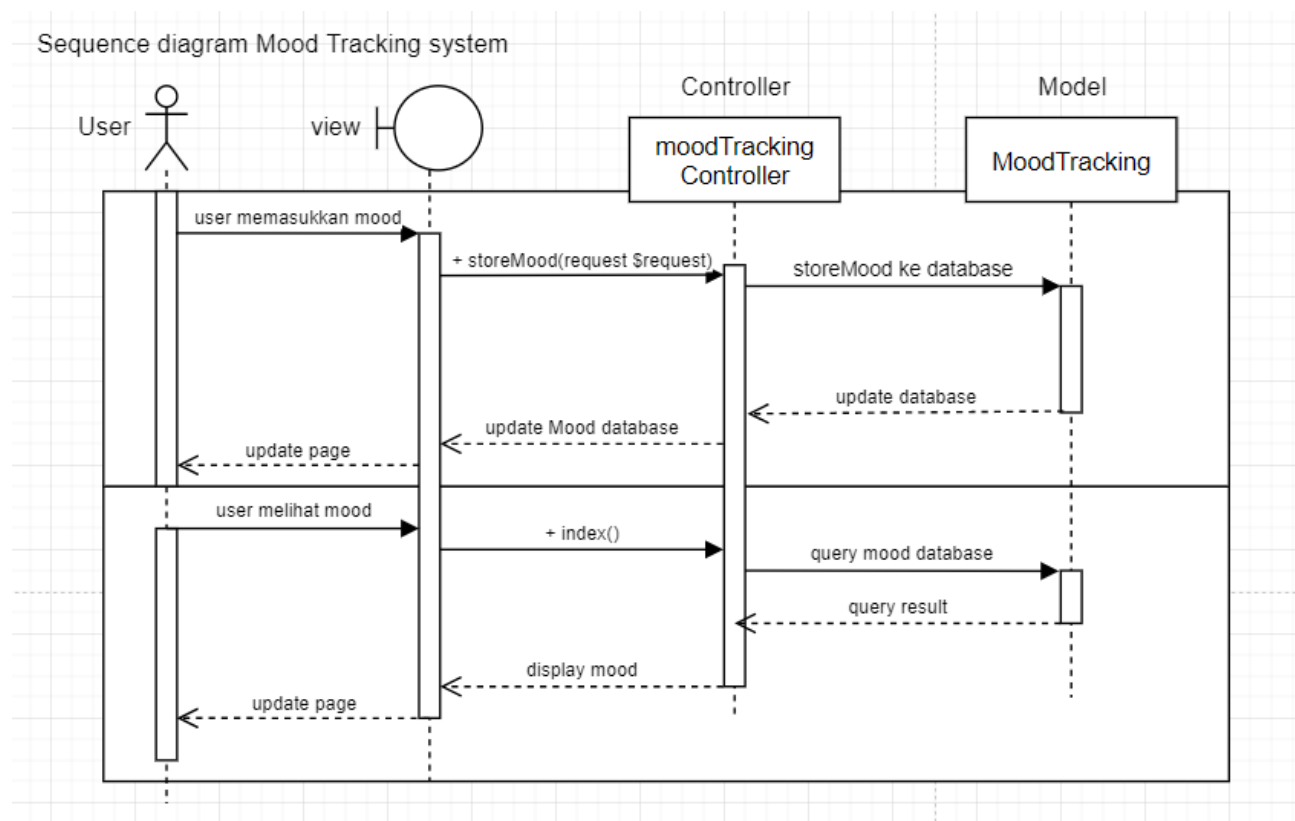 Sequence diagram Mood Tracking system
Controller
Model
User
view
moodTracking
Controller
MoodTracking
user memasukkan mood
+ storeMood(request $request)
storeMood ke database
update database
update Mood database
update page
user melihat mood
+ index()
query mood database
query result
display mood
update page